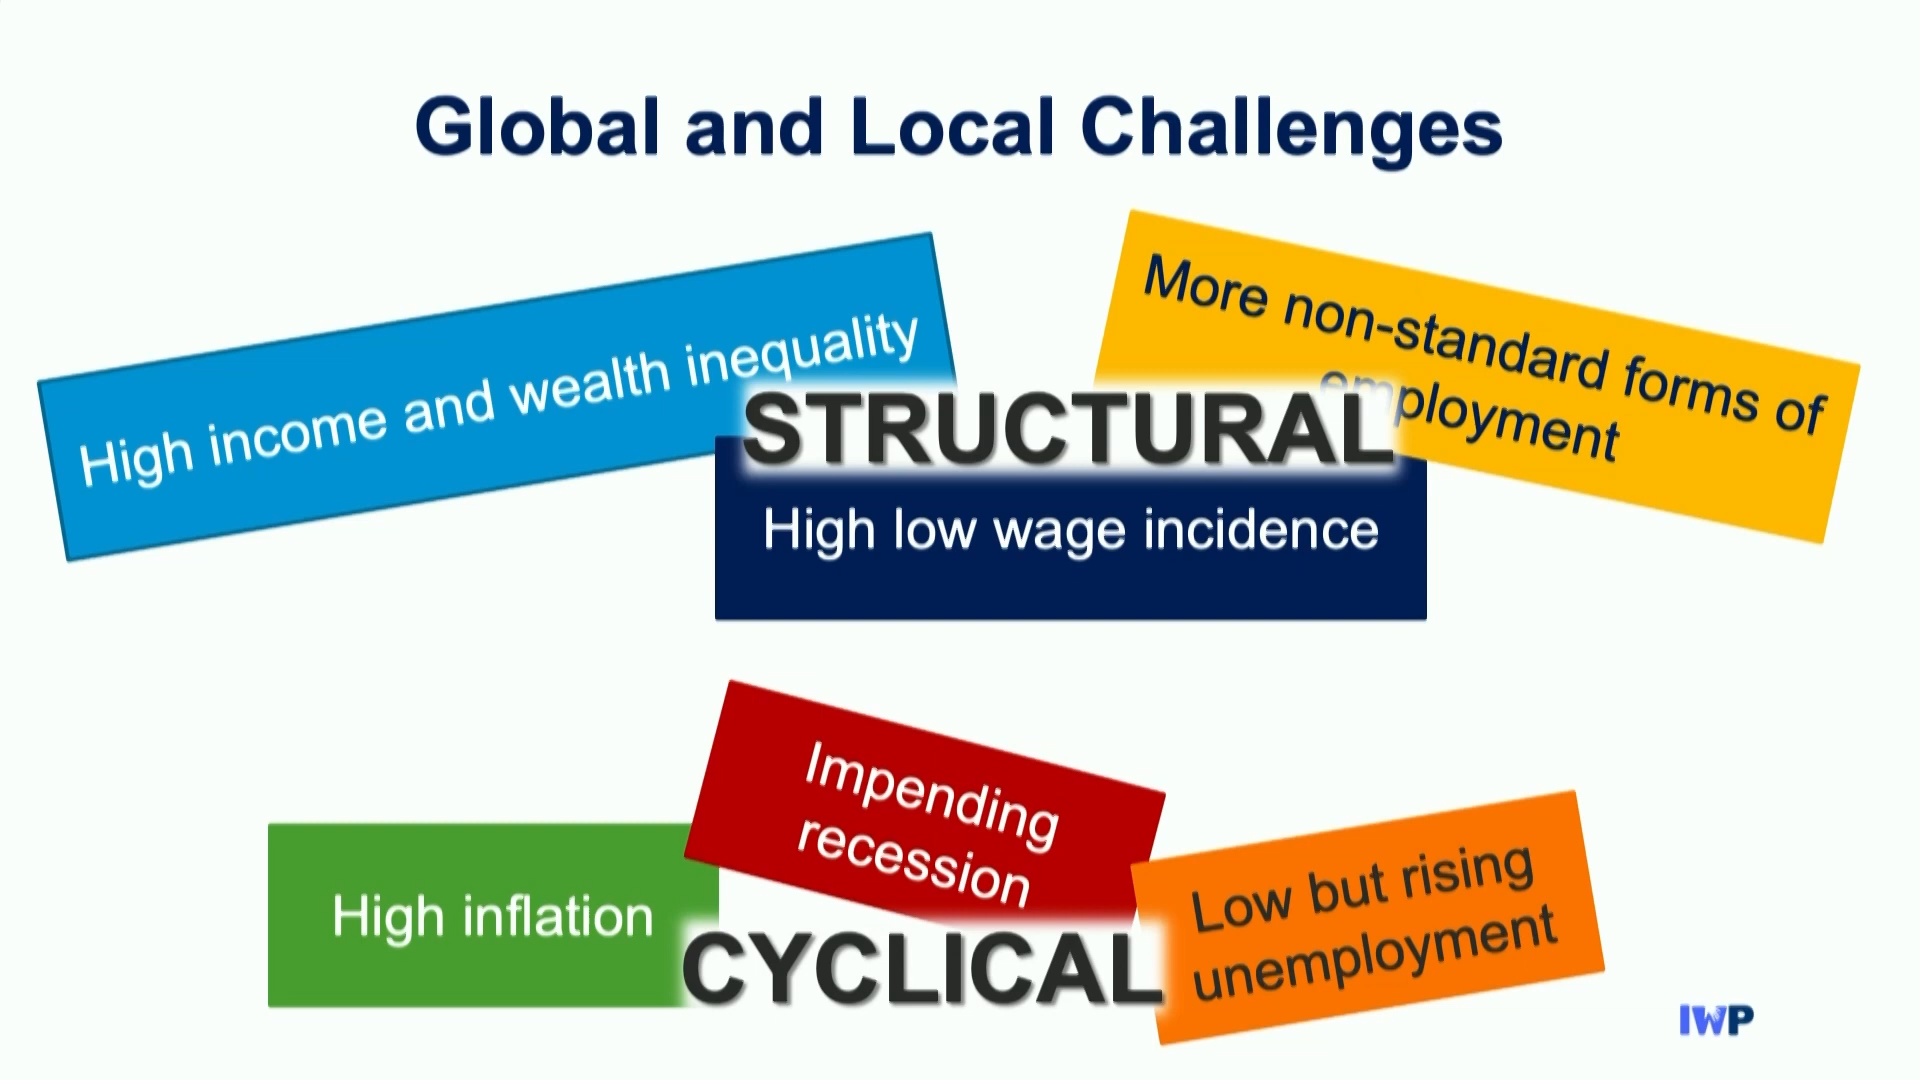 Global and Local Challenges
High income and wealth inequality
More non-standard forms of
employment
STRUCTURAL
High low wage incidence
Impending
recession
High inflation
Low but rising
unemployment
CYCLICAL
IWP